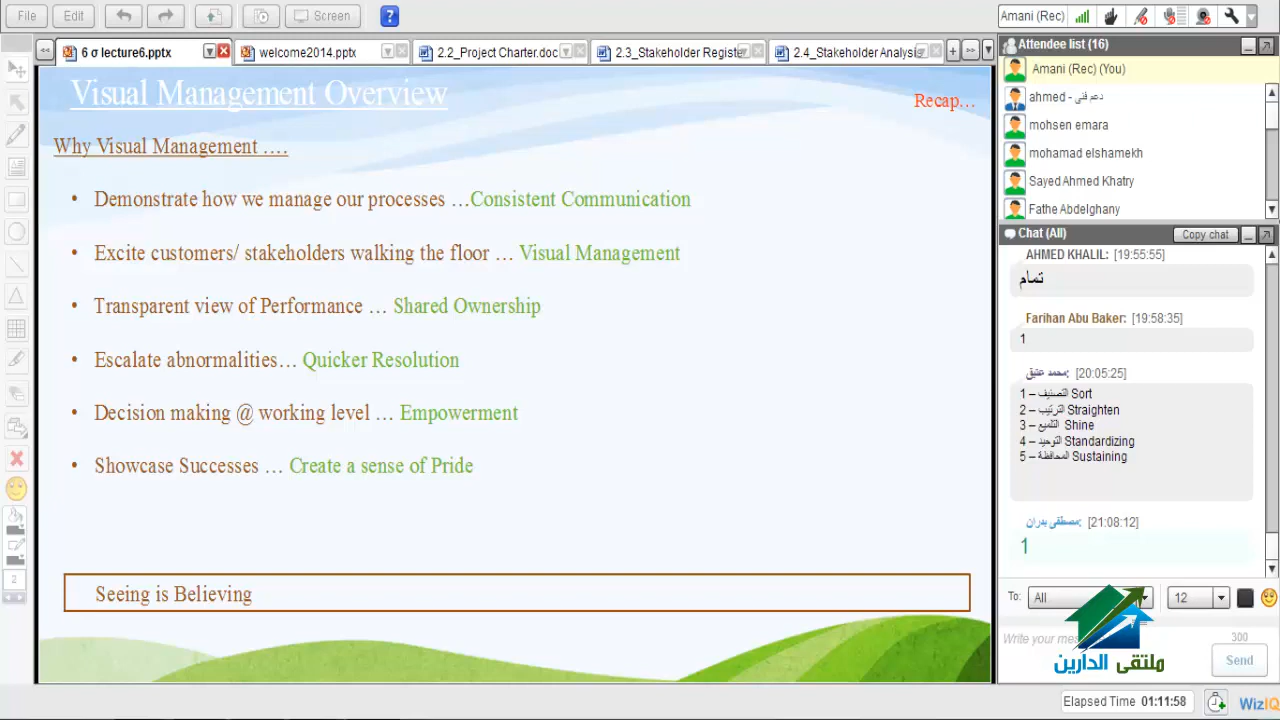 File
Edit
Screen
?
Amani (Rec)
6 σ lecture6.pptx
welcome2014.pptx
2.2_Project Charter.doc
2.3_Stakeholder Registe
2.4_Stakeholder Analysis
Visual Management Overview
Recap…
Why Visual Management ….
• Demonstrate how we manage our processes …Consistent Communication
• Excite customers/ stakeholders walking the floor … Visual Management
• Transparent view of Performance … Shared Ownership
• Escalate abnormalities… Quicker Resolution
• Decision making @ working level … Empowerment
• Showcase Successes … Create a sense of Pride
Seeing is Believing
2
Attendee list (16)
Amani (Rec) (You)
ahmed - دعم فنى
mohsen emara
mohamad elshamekh
Sayed Ahmed Khatry
Fathe Abdelghany
Chat (All)
Copy chat
AHMED KHALIL: [19:55:55]
تمام
Farihan Abu Baker: [19:58:35]
1
محمد عتيق: [20:05:25]
1 – التصنيف Sort
2 – الترتيب Straighten
3 – التلميع Shine
4 – التوحيد Standardizing
5 – المحافظة Sustaining
مصطفى بدران: [21:08:12]
1
To:
All
12
Write your mes
300
Send
ملتقى الدارين
Elapsed Time 01:11:58
WizIQ